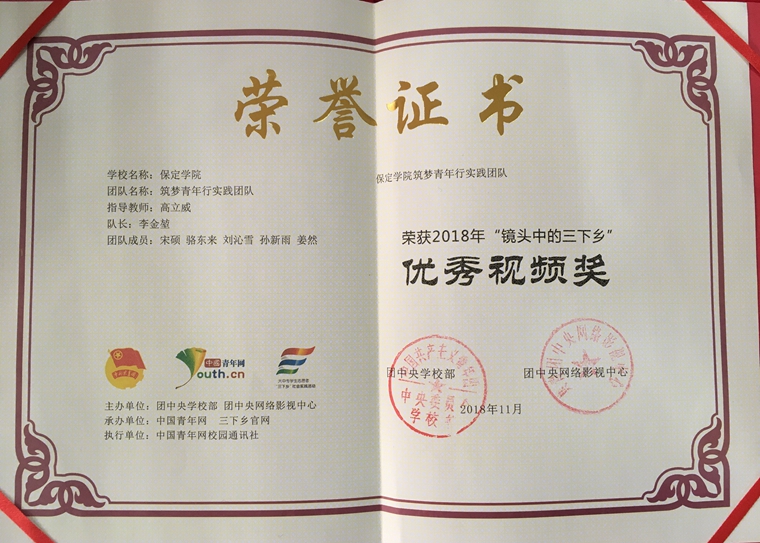 荣誉证书
学校名称：保定学院
团队名称：筑梦青年行实践团队
指导教师：高立威
队长：李金堃
团队成员：宋硕 骆东来 刘沁雪 孙新雨 姜然
中国青年网
Youth.cn
主办单位：团中央学校部 团中央网络影视中心
承办单位：中国青年网 三下乡官网
执行单位：中国青年网校园通讯社
保定学院筑梦青年行实践团队
荣获2018年“镜头中的三下乡”
优秀视频奖
团中央学校部 团中央网络影视中心
2018年11月